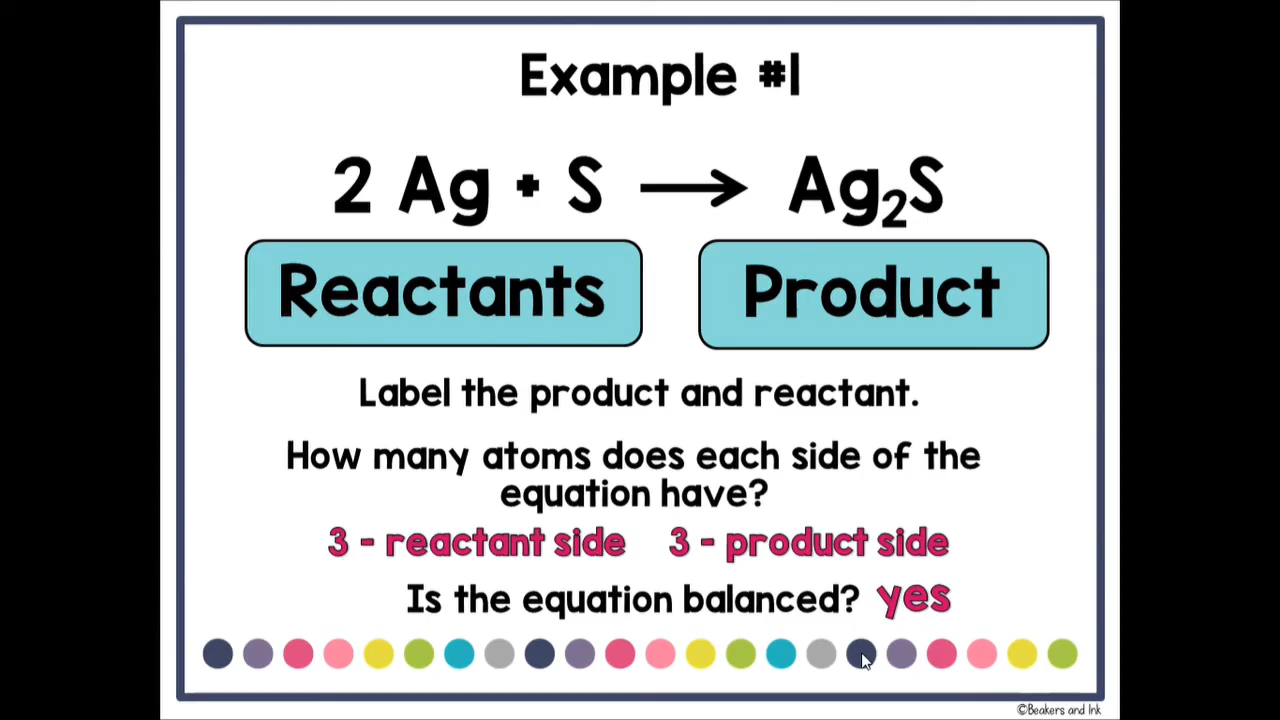 Example #1
2 Ag + S → Ag₂S
Reactants Product
Label the product and reactant.
How many atoms does each side of the
equation have?
3 - reactant side 3 - product side
Is the equation balanced? yes
©Beakers and Ink